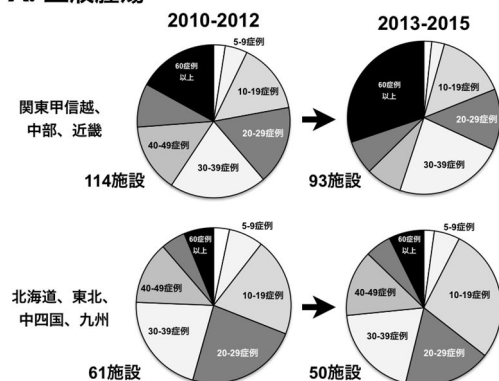 2010-2012
2013-2015
関東甲信越、
中部、近畿
60症例
以上
5-9症例
10-19症例
20-29症例
30-39症例
40-49症例
114施設
60症例
以上
10-19症例
20-29症例
30-39症例
93施設
北海道、東北、
中四国、九州
60症例
以上
5-9症例
10-19症例
20-29症例
30-39症例
40-49症例
61施設
60症例
以上
5-9症例
10-19症例
20-29症例
30-39症例
40-49症例
50施設